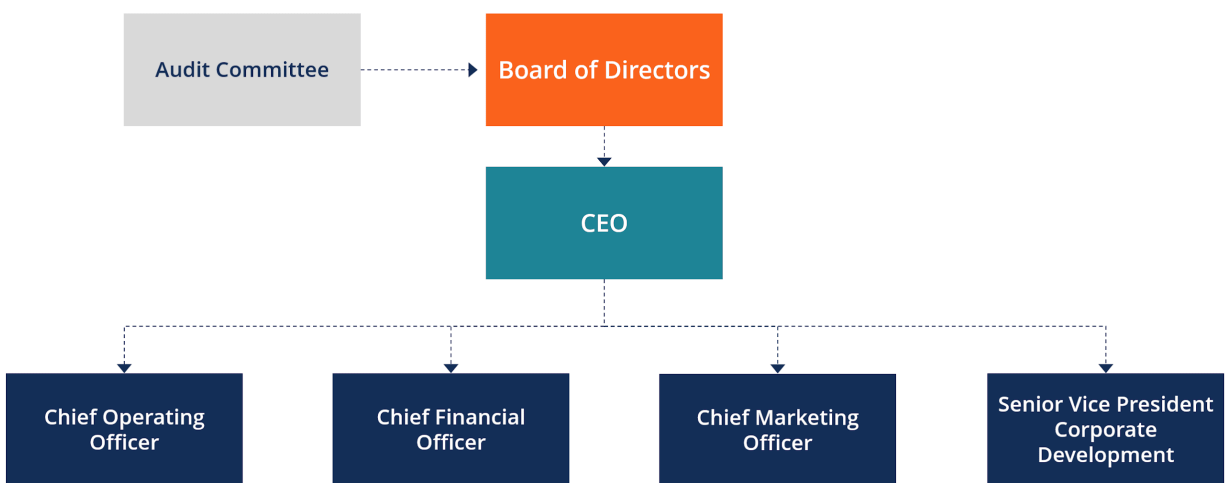 Audit Committee
Board of Directors
CEO
Chief Operating
Officer
Chief Financial
Officer
Chief Marketing
Officer
Senior Vice President
Corporate
Development